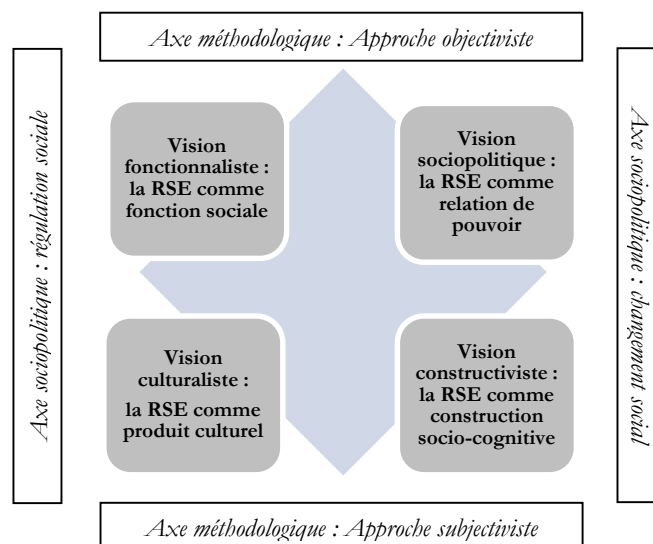 Axe méthodologique : Approche objectiviste
Axe sociopolitique : régulation sociale
Vision
fonctionnaliste :
la RSE comme
fonction sociale
Vision
sociopolitique :
la RSE comme
relation de
pouvoir
Axe sociopolitique : changement social
Vision
culturaliste :
la RSE comme
produit culturel
Vision
constructiviste :
la RSE comme
construction
socio-cognitive
Axe méthodologique : Approche subjectiviste